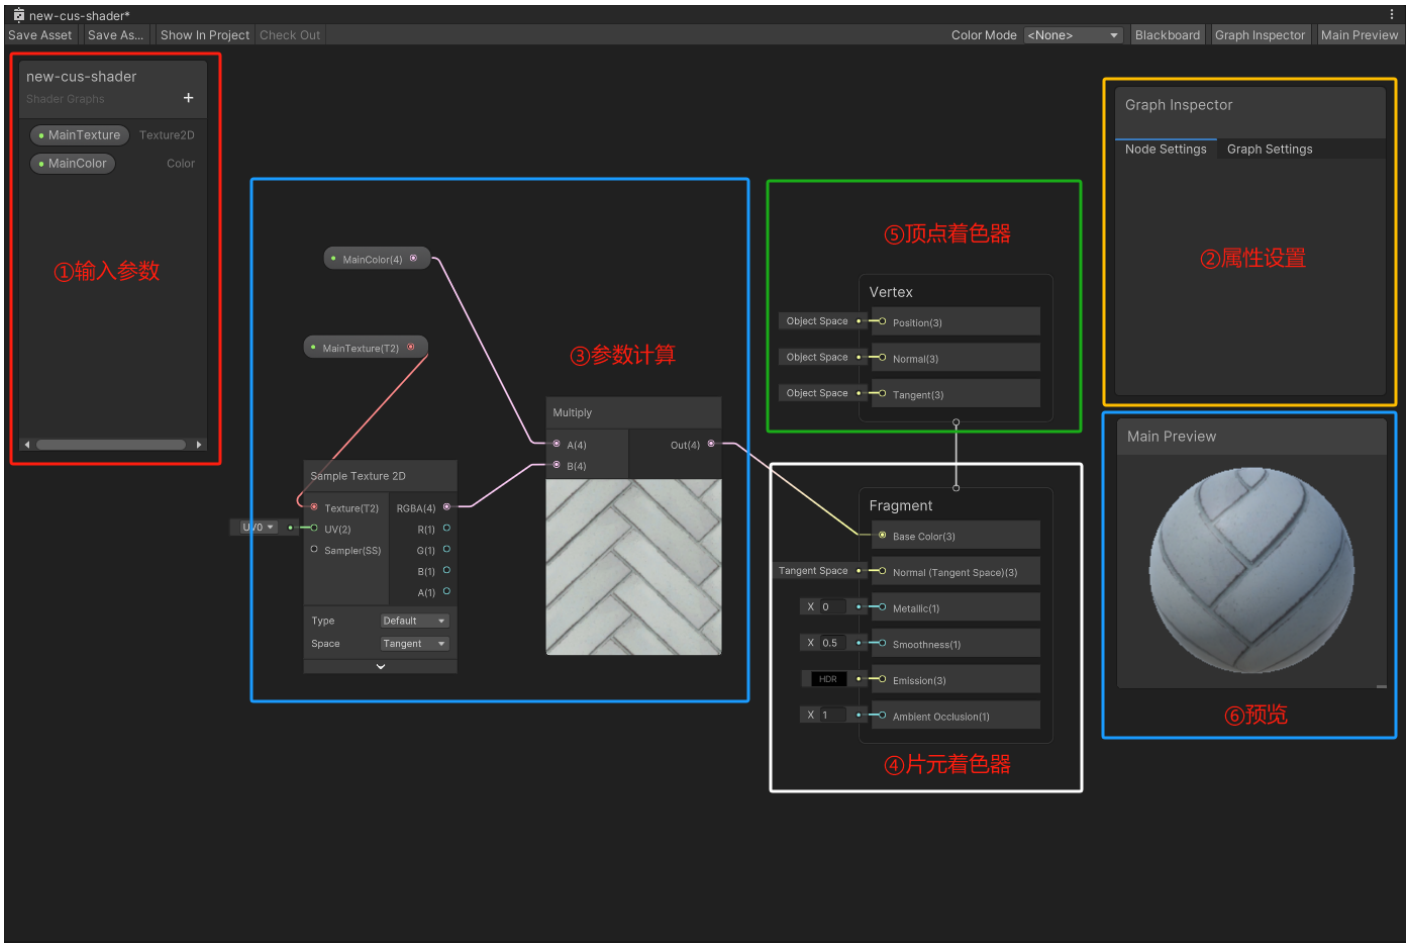 new-cus-shader*
Save Asset Save As... Show In Project Check Out Color Mode <None> Blackboard Graph Inspector Main Preview
new-cus-shader
Shader Graphs +
MainTexture Texture2D
MainColor Color
①输入参数
MainColor(4)
MainTexture(T2)
③参数计算
Multiply
A(4) Out(4)
B(4)
Sample Texture 2D
Texture(T2) RGBA(4)
UV0 UV(2) R(1)
Sampler(SS) G(1)
B(1)
A(1)
Type Default
Space Tangent
⑤顶点着色器
Vertex
Object Space Position(3)
Object Space Normal(3)
Object Space Tangent(3)
Fragment
Base Color(3)
Tangent Space Normal (Tangent Space)(3)
X 0 Metallic(1)
X 0.5 Smoothness(1)
HDR Emission(3)
X 1 Ambient Occlusion(1)
④片元着色器
Graph Inspector
Node Settings Graph Settings
②属性设置
Main Preview
⑥预览